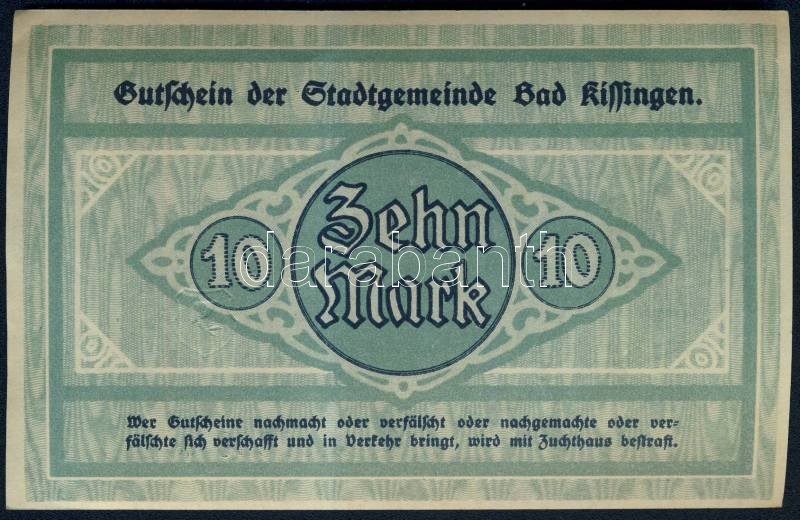 Gutschein der Stadtgemeinde Bad Kissingen.
Zehn
10 darabanth 10
Mark
Wer Gutscheine nachmacht oder verfälscht oder nachgemachte oder ver=
fälschte sich verschafft und in Verkehr bringt, wird mit Zuchthaus bestraft.